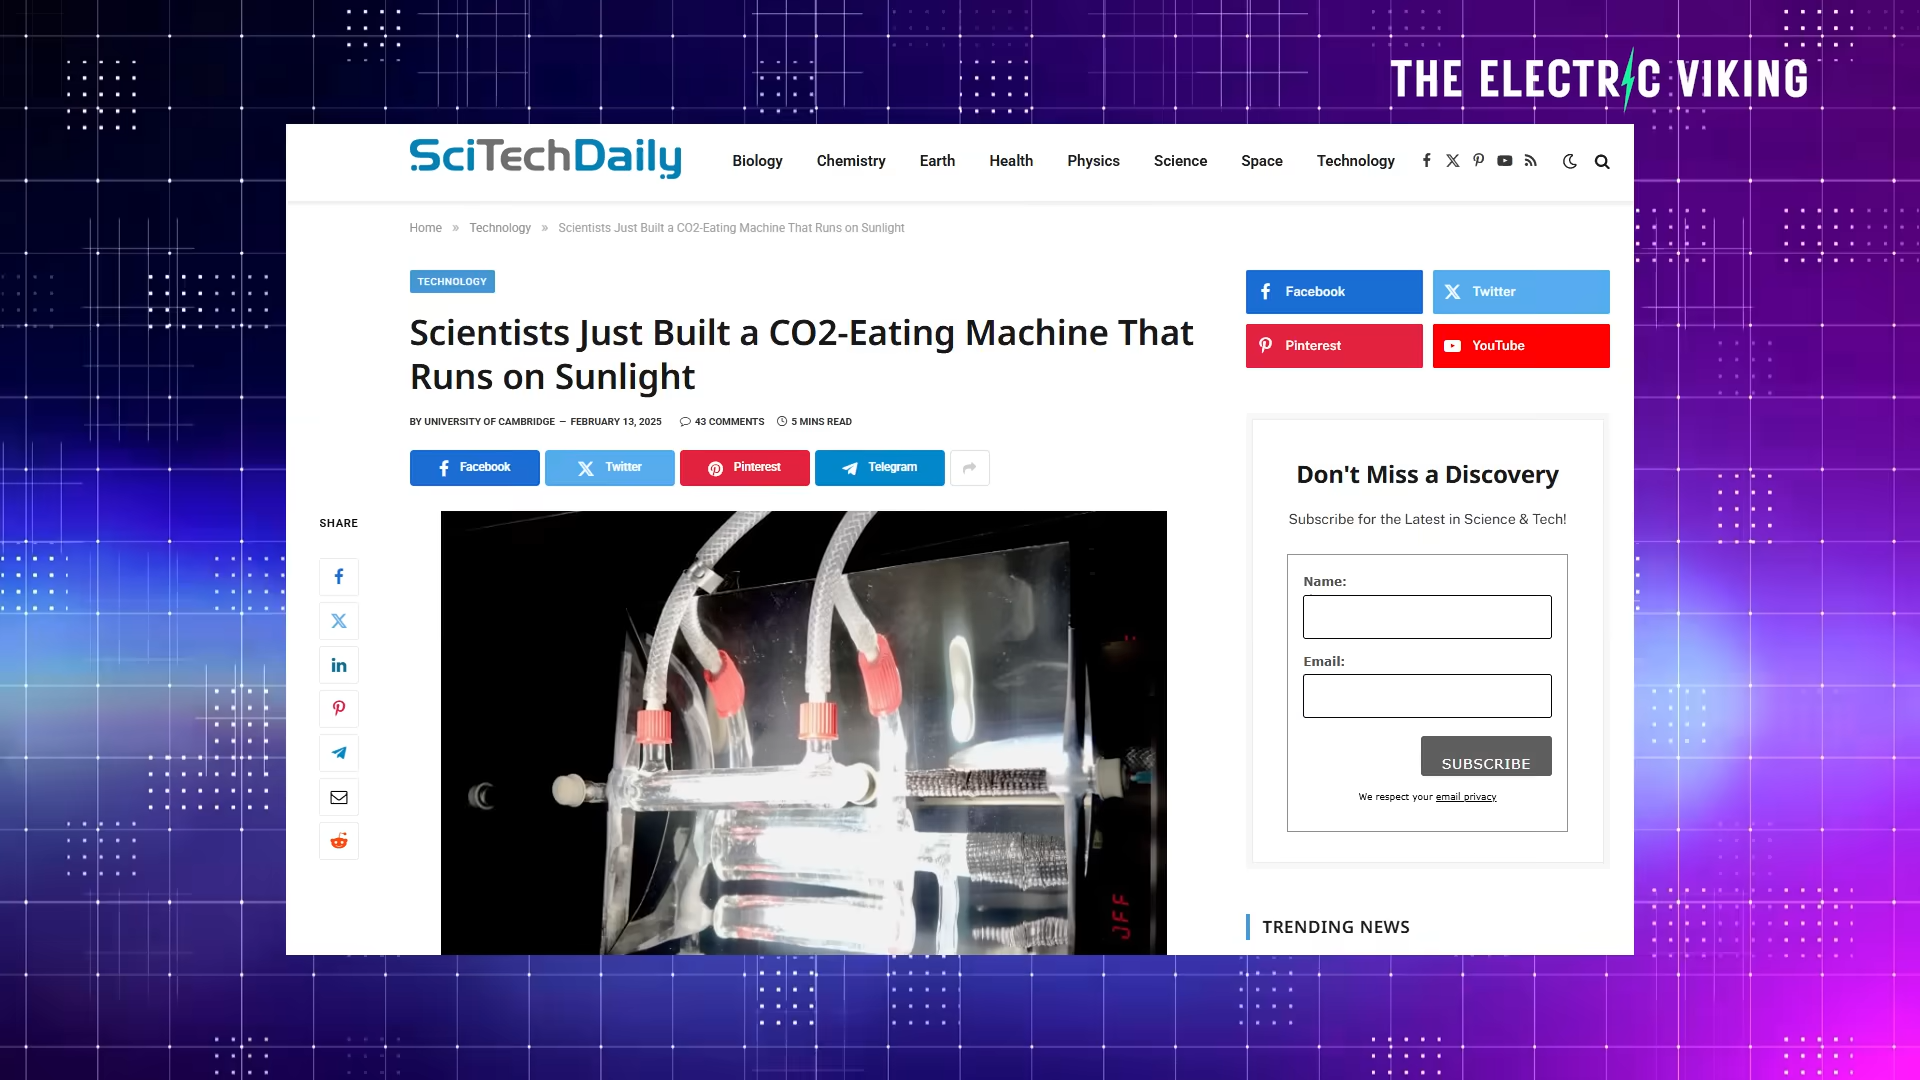 THE ELECTRIC VIKING
SciTechDaily
Biology Chemistry Earth Health Physics Science Space Technology
Home » Technology » Scientists Just Built a CO2-Eating Machine That Runs on Sunlight
TECHNOLOGY
Scientists Just Built a CO2-Eating Machine That
Runs on Sunlight
BY UNIVERSITY OF CAMBRIDGE — FEBRUARY 13, 2025 43 COMMENTS 5 MINS READ
Facebook Twitter Pinterest Telegram
SHARE
Facebook Twitter
Pinterest YouTube
Don't Miss a Discovery
Subscribe for the Latest in Science & Tech!
Name:
Email:
SUBSCRIBE
We respect your email privacy
TRENDING NEWS